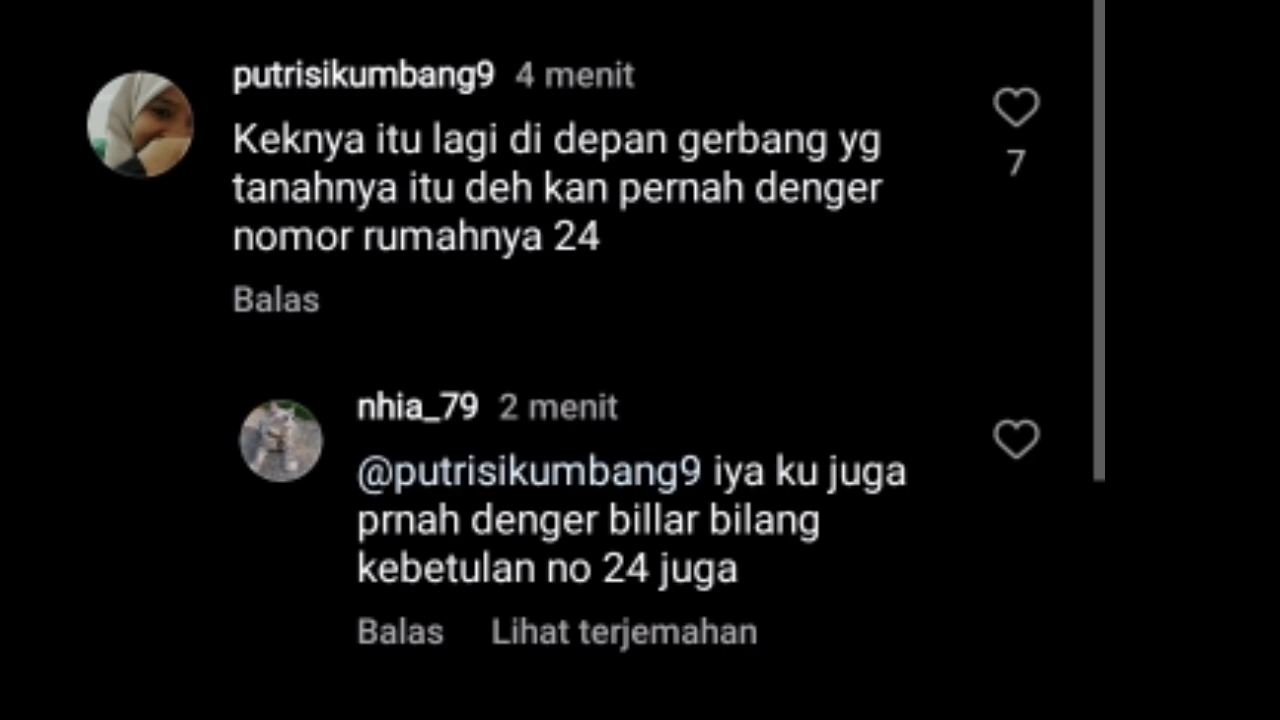 putrisikumbang9 4 menit
Keknya itu lagi di depan gerbang yg
tanahnya itu deh kan pernah denger
nomor rumahnya 24
7
Balas
nhia_79 2 menit
@putrisikumbang9 iya ku juga
prnah denger billar bilang
kebetulan no 24 juga
Balas Lihat terjemahan